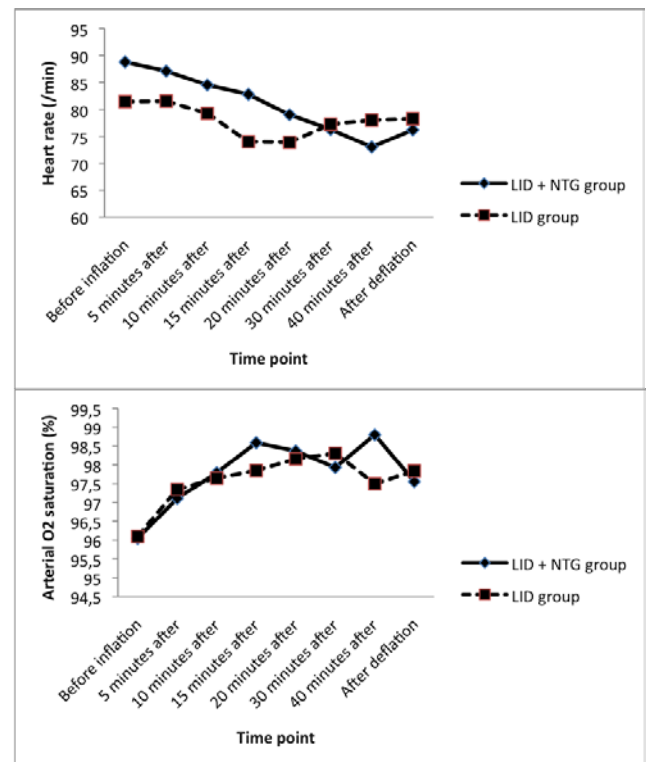 Heart rate (/min)
95
90
85
80
75
70
65
60
Before inflation
5 minutes after
10 minutes after
15 minutes after
20 minutes after
30 minutes after
40 minutes after
After deflation
Time point
LID + NTG group
LID group
Arterial O2 saturation (%)
99,5
99
98,5
98
97,5
97
96,5
96
95,5
95
94,5
Before inflation
5 minutes after
10 minutes after
15 minutes after
20 minutes after
30 minutes after
40 minutes after
After deflation
Time point
LID + NTG group
LID group